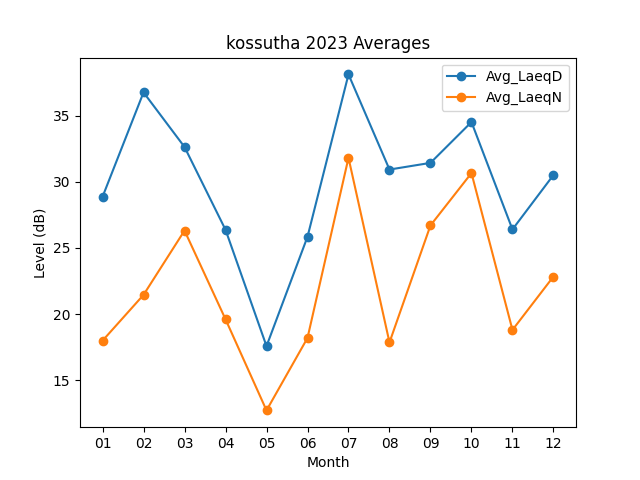 kossutha 2023 Averages
Avg_LaeqD
Avg_LaeqN
35
30
25
20
15
Level (dB)
01 02 03 04 05 06 07 08 09 10 11 12
Month